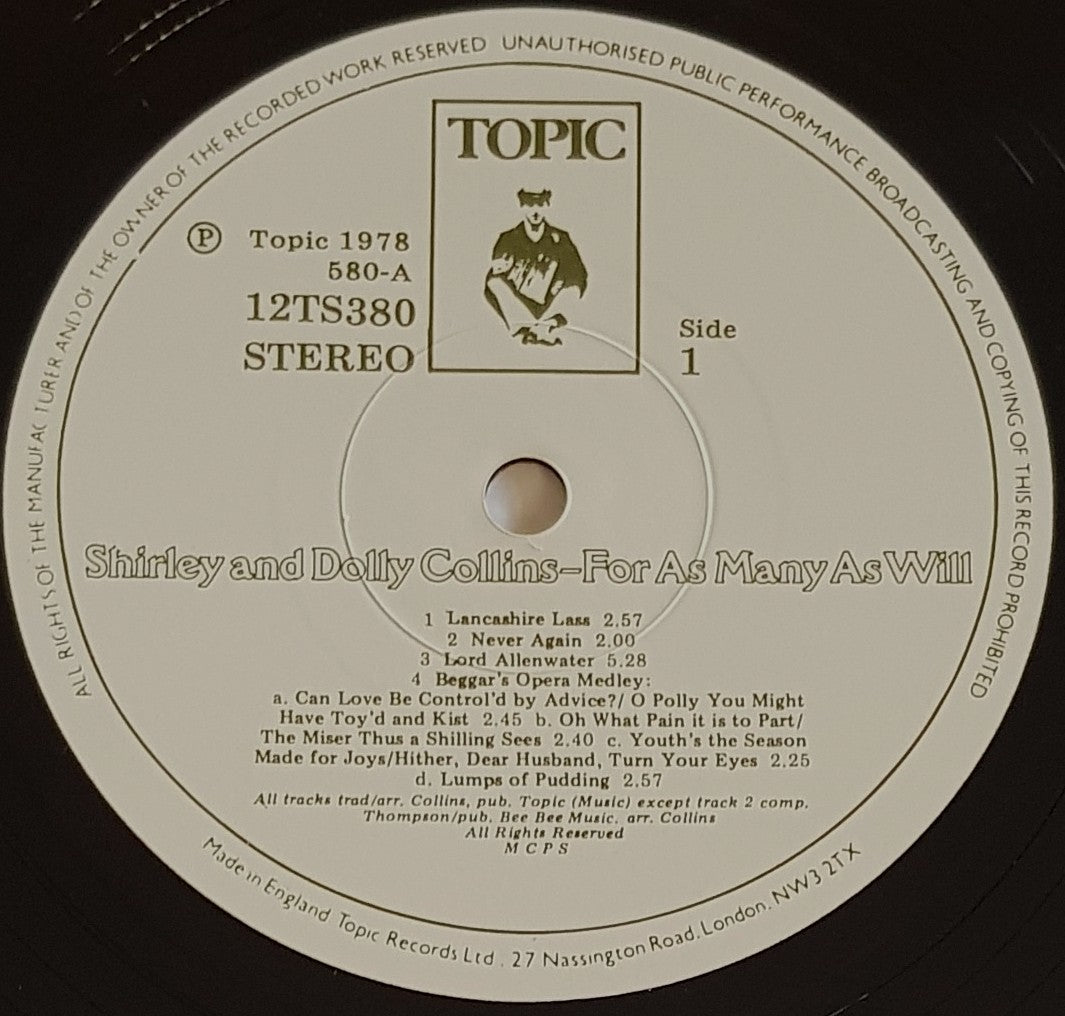 ALL RIGHTS OF THE MANUFACTURER AND OF THE OWNER OF THE RECORDED WORK RESERVED UNAUTHORISED PUBLIC PERFORMANCE BROADCASTING AND COPYING OF THIS RECORD PROHIBITED
TOPIC
Ⓟ Topic 1978
580-A
12TS380
STEREO
Side
1
Shirley and Dolly Collins-For As Many As Will
1 Lancashire Lass 2.57
2 Never Again 2.00
3 Lord Allenwater 5.28
4 Beggar's Opera Medley:
a. Can Love Be Control'd by Advice?/ O Polly You Might
Have Toy'd and Kist 2.45 b. Oh What Pain it is to Part/
The Miser Thus a Shilling Sees 2.40 c. Youth's the Season
Made for Joys/Hither, Dear Husband, Turn Your Eyes 2.25
d. Lumps of Pudding 2.57
All tracks trad/arr. Collins, pub. Topic (Music) except track 2 comp.
Thompson/pub. Bee Bee Music. arr. Collins
All Rights Reserved
M C P S
Made in England Topic Records Ltd. 27 Nassington Road. London. NW3 2TX